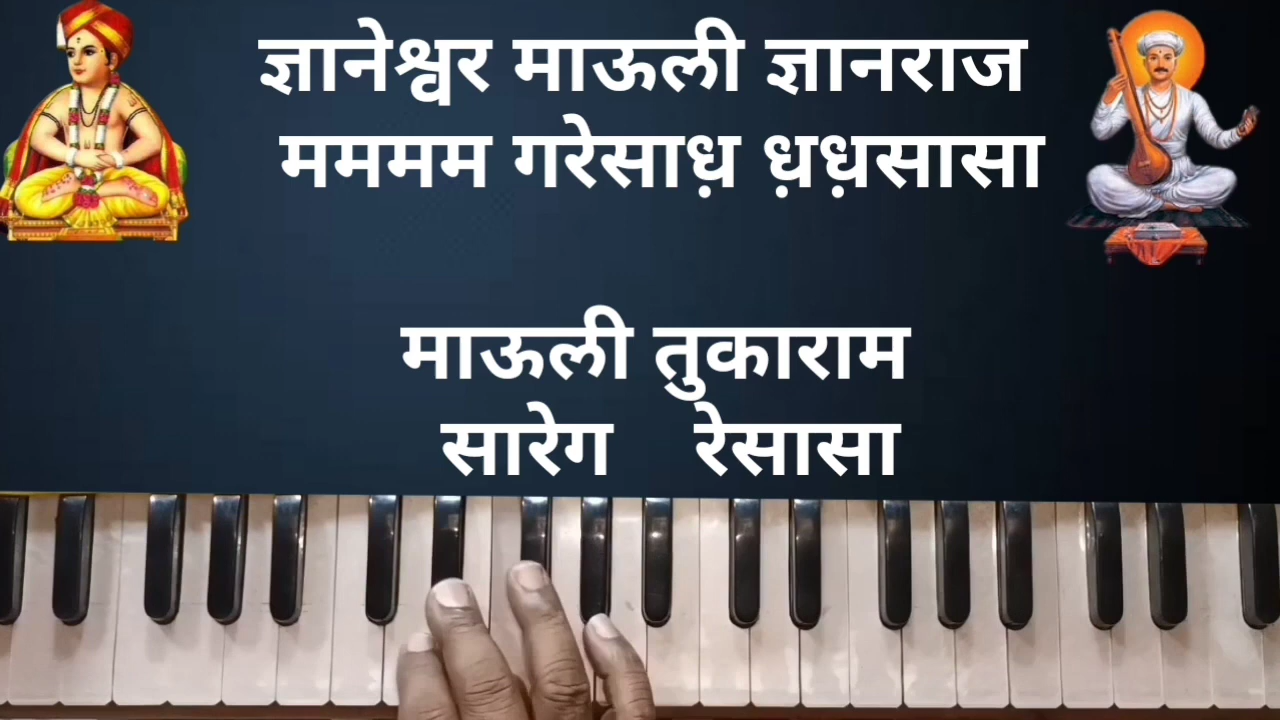 ज्ञानेश्वर माऊली ज्ञानराज
मममम गरेसाध़ ध़ध़सासा
माऊली तुकाराम
सारेग रेसासा